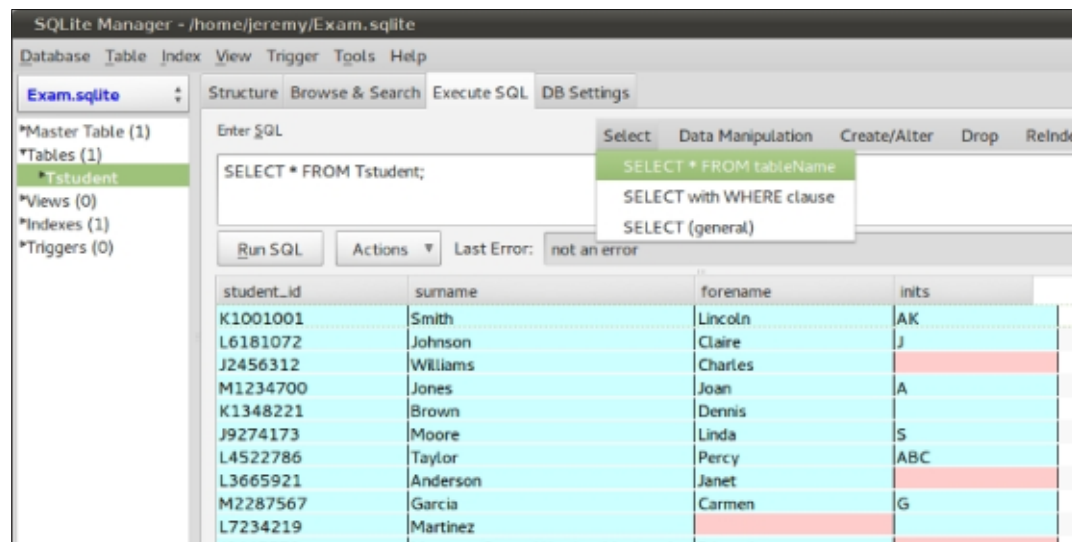 SQLite Manager - /home/jeremy/Exam.sqlite
Database Table Index View Trigger Tools Help
Exam.sqlite
Structure Browse & Search Execute SQL DB Settings
Master Table (1)
Tables (1)
Tstudent
Views (0)
Indexes (1)
Triggers (0)
Enter SQL
Select Data Manipulation Create/Alter Drop ReInde
SELECT * FROM Tstudent;
SELECT * FROM tableName
SELECT with WHERE clause
SELECT (general)
Run SQL Actions Last Error: not an error
student_id surname forename inits
K1001001 Smith Lincoln AK
L6181072 Johnson Claire J
J2456312 Williams Charles
M1234700 Jones Joan A
K1348221 Brown Dennis
J9274173 Moore Linda S
L4522786 Taylor Percy ABC
L3665921 Anderson Janet
M2287567 Garcia Carmen G
L7234219 Martinez